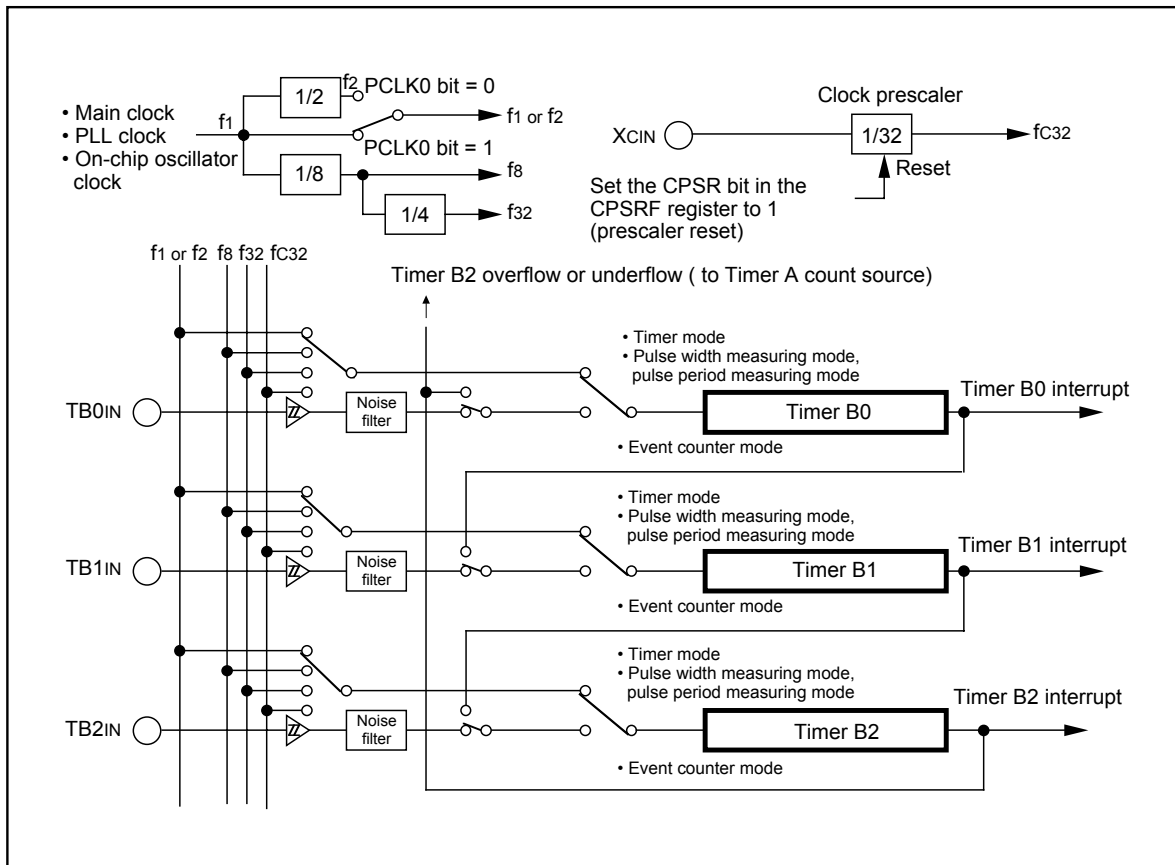 • Main clock
• PLL clock
• On-chip oscillator
clock
f1
1/2
f2
PCLK0 bit = 0
f1 or f2
PCLK0 bit = 1
1/8
f8
1/4
f32
Clock prescaler
XCIN
1/32
fC32
Reset
Set the CPSR bit in the
CPSRF register to 1
(prescaler reset)
f1 or f2 f8 f32 fC32
Timer B2 overflow or underflow ( to Timer A count source)
• Timer mode
• Pulse width measuring mode,
pulse period measuring mode
TB0IN
Noise
filter
Timer B0
Timer B0 interrupt
• Event counter mode
• Timer mode
• Pulse width measuring mode,
pulse period measuring mode
TB1IN
Noise
filter
Timer B1
Timer B1 interrupt
• Event counter mode
• Timer mode
• Pulse width measuring mode,
pulse period measuring mode
TB2IN
Noise
filter
Timer B2
Timer B2 interrupt
• Event counter mode